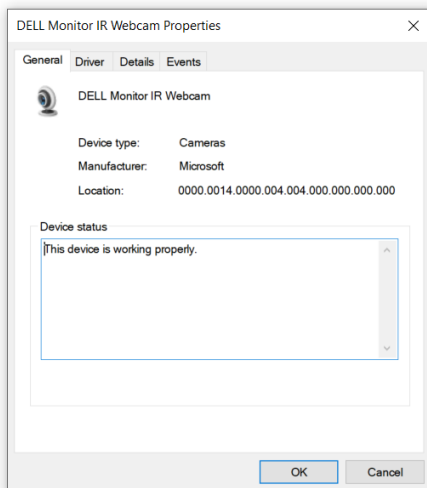 DELL Monitor IR Webcam Properties
General Driver Details Events
DELL Monitor IR Webcam
Device type: Cameras
Manufacturer: Microsoft
Location: 0000.0014.0000.004.004.000.000.000.000
Device status
This device is working properly.
OK Cancel